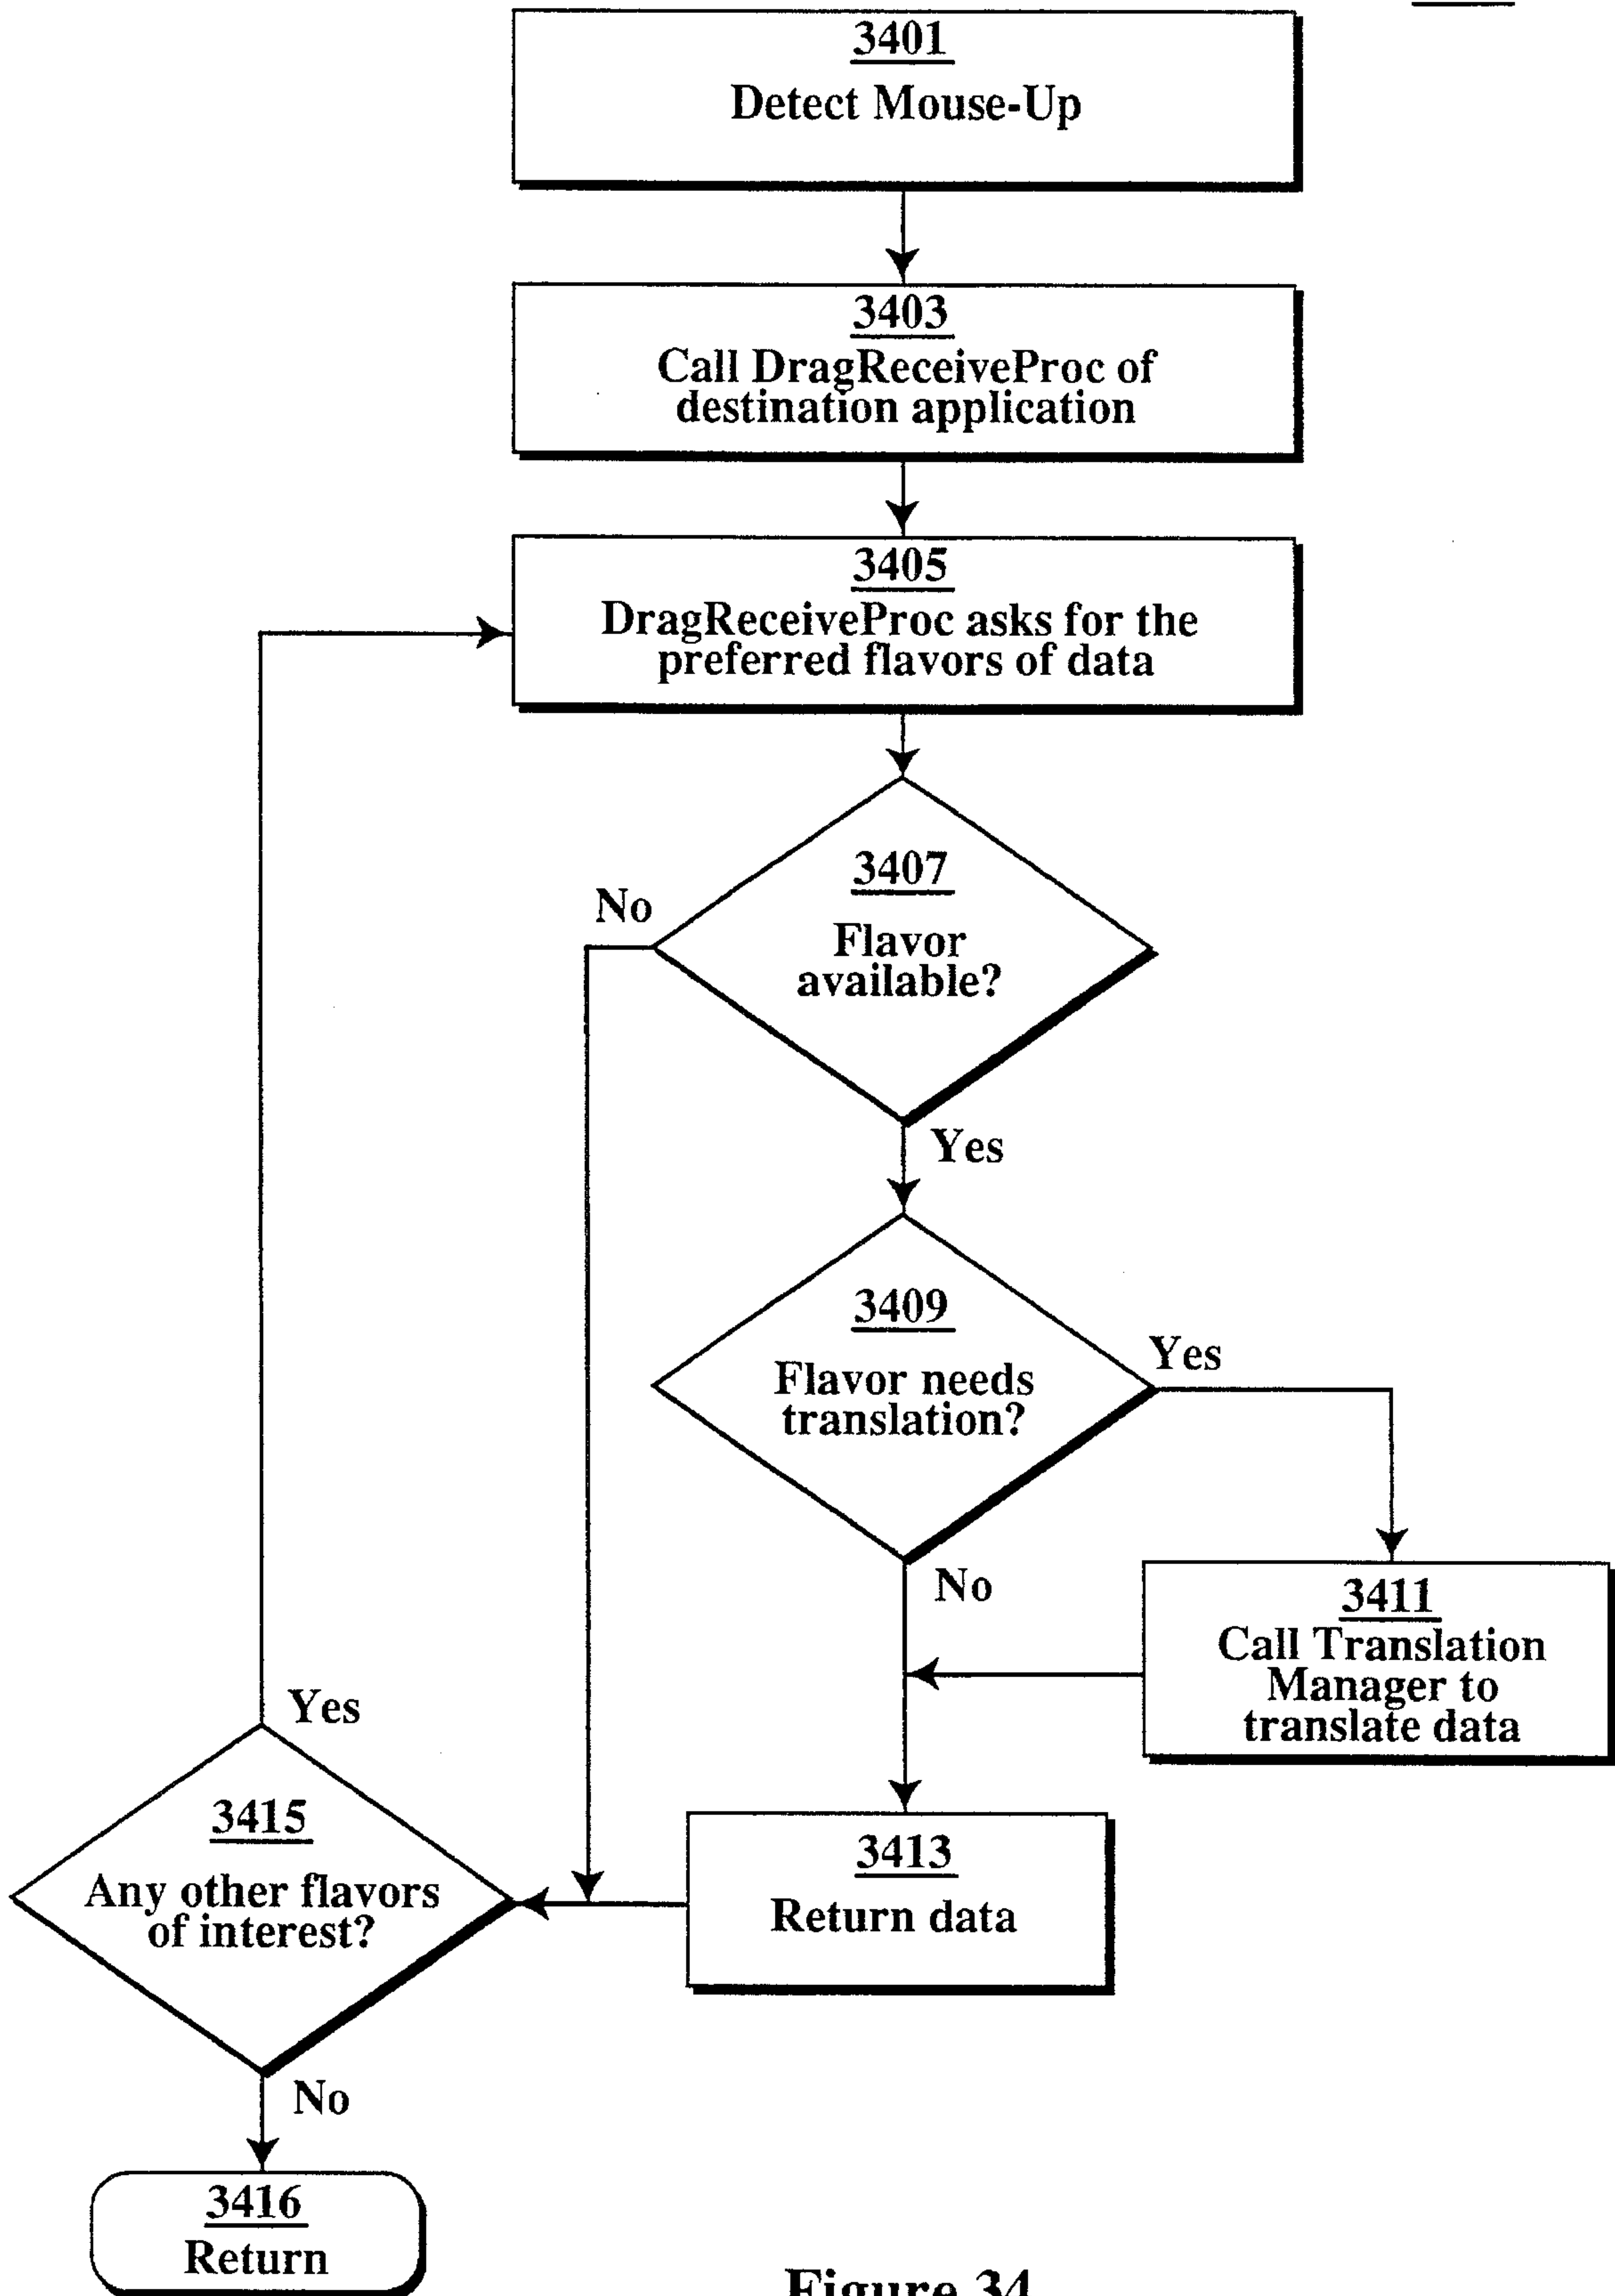 3401
Detect Mouse-Up
3403
Call DragReceiveProc of
destination application
3405
DragReceiveProc asks for the
preferred flavors of data
3407
No
Flavor
available?
Yes
3409
Yes
Flavor needs
translation?
No
3411
Call Translation
Manager to
translate data
Yes
3415
Any other flavors
of interest?
3413
Return data
No
3416
Return
Figure 34